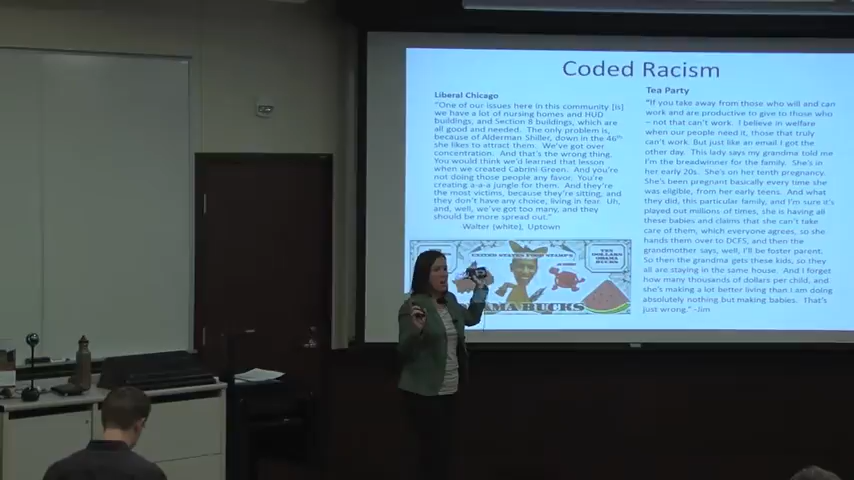 Coded Racism
Liberal Chicago
"One of our issues here in this community [is]
we have a lot of nursing homes and HUD
buildings, and Section 8 buildings, which are
all good and needed. The only problem is,
because of Alderman Shiller, down in the 46th
she likes to attract them. We've got over
concentration. And that's the wrong thing.
You would think we'd learned that lesson
when we created Cabrini Green. And you're
not doing those people any favor. You're
creating a-a-a jungle for them. And they're
the most victims, because they're sitting, and
they don't have any choice, living in fear. Uh,
and, well, we've got too many, and they
should be more spread out."
Walter (white), Uptown
UNITED STATES FOOD STAMPS
TEN
DOLLARS
OBAMA
BUCKS
AMA BUCKS
Tea Party
"If you take away from those who will and can
work and are productive to give to those who
– not that can't work. I believe in welfare
when our people need it, those that truly
can't work. But just like an email I got the
other day. This lady says my grandma told me
I'm the breadwinner for the family. She's in
her early 20s. She's on her tenth pregnancy.
She's been pregnant basically every time she
was eligible, from her early teens. And what
they did, this particular family, and I'm sure it's
played out millions of times, she is having all
these babies and claims that she can't take
care of them, which everyone agrees, so she
hands them over to DCFS, and then the
grandmother says, well, I'll be foster parent.
So then the grandma gets these kids, so they
all are staying in the same house. And I forget
how many thousands of dollars per child, and
she's making a lot better living than I am doing
absolutely nothing but making babies. That's
just wrong." -Jim